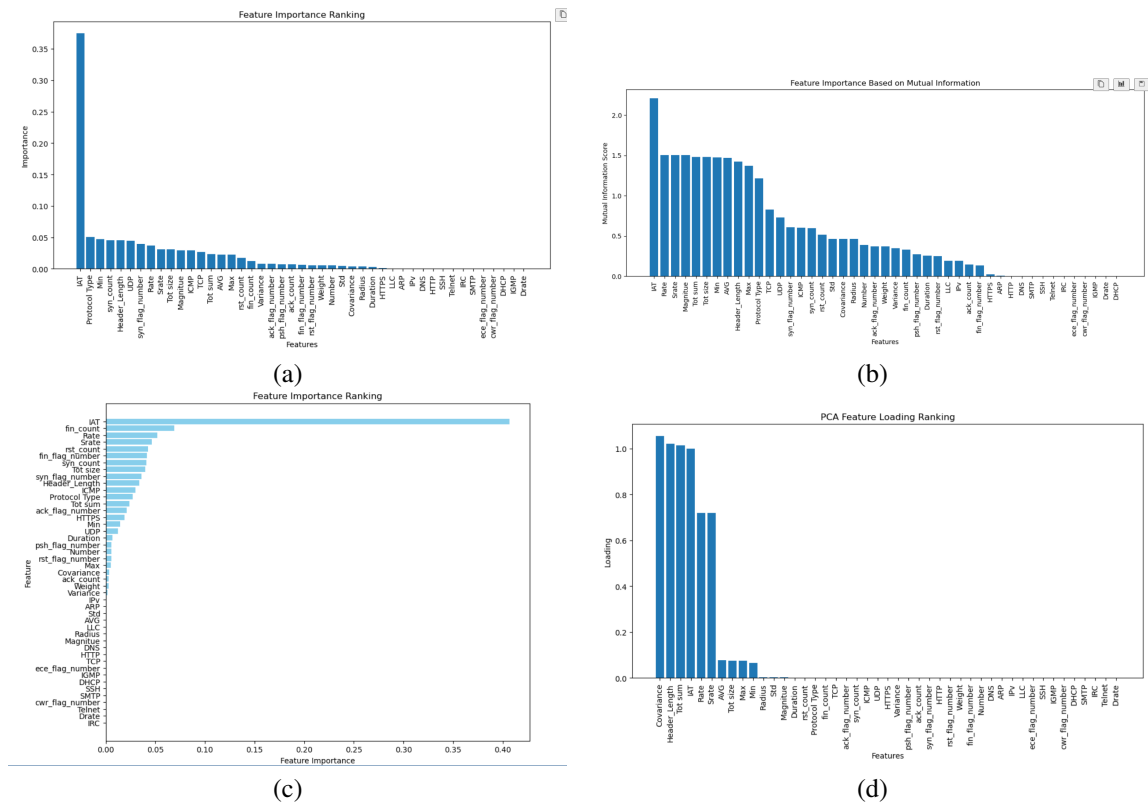 Feature Importance Ranking
Importance
0.35
0.30
0.25
0.20
0.15
0.10
0.05
0.00
IAT
Protocol Type
Min
syn_count
Header_Length
UDP
syn_flag_number
Rate
Srate
Tot size
Magnitue
ICMP
TCP
Tot sum
AVG
Max
rst_count
fin_count
Variance
ack_flag_number
psh_flag_number
ack_count
fin_flag_number
rst_flag_number
Weight
Number
Std
Covariance
Radius
Duration
HTTPS
LLC
ARP
IPv
DNS
HTTP
SSH
Telnet
IRC
SMTP
ece_flag_number
cwr_flag_number
DHCP
IGMP
Drate
Features
(a)
Feature Importance Based on Mutual Information
Mutual Information Score
2.0
1.5
1.0
0.5
0.0
IAT
Rate
Srate
Magnitue
Tot sum
Tot size
Min
AVG
Header_Length
Max
Protocol Type
TCP
UDP
syn_flag_number
ICMP
syn_count
rst_count
Std
Covariance
Radius
Number
ack_flag_number
Weight
Variance
fin_count
psh_flag_number
Duration
rst_flag_number
LLC
IPv
ack_count
fin_flag_number
HTTPS
ARP
HTTP
DNS
SMTP
SSH
Telnet
IRC
ece_flag_number
cwr_flag_number
IGMP
Drate
DHCP
Features
(b)
Feature Importance Ranking
Feature
IAT
fin_count
Rate
Srate
rst_count
fin_flag_number
syn_count
Tot size
syn_flag_number
Header_Length
ICMP
Protocol Type
Tot sum
ack_flag_number
HTTPS
Min
UDP
Duration
psh_flag_number
Number
rst_flag_number
Max
Covariance
ack_count
Weight
Variance
IPv
ARP
Std
AVG
LLC
Radius
Magnitue
DNS
HTTP
TCP
ece_flag_number
IGMP
DHCP
SSH
SMTP
cwr_flag_number
Telnet
Drate
IRC
0.00 0.05 0.10 0.15 0.20 0.25 0.30 0.35 0.40
Feature Importance
(c)
PCA Feature Loading Ranking
Loading
1.0
0.8
0.6
0.4
0.2
0.0
Covariance
Header_Length
Tot sum
IAT
Rate
Srate
AVG
Tot size
Max
Min
Radius
Std
Magnitue
Duration
rst_count
Protocol Type
fin_count
TCP
ack_flag_number
syn_count
ICMP
UDP
HTTPS
Variance
psh_flag_number
ack_count
syn_flag_number
HTTP
rst_flag_number
Weight
fin_flag_number
Number
DNS
ARP
IPv
LLC
ece_flag_number
SSH
IGMP
cwr_flag_number
DHCP
SMTP
IRC
Telnet
Drate
Features
(d)